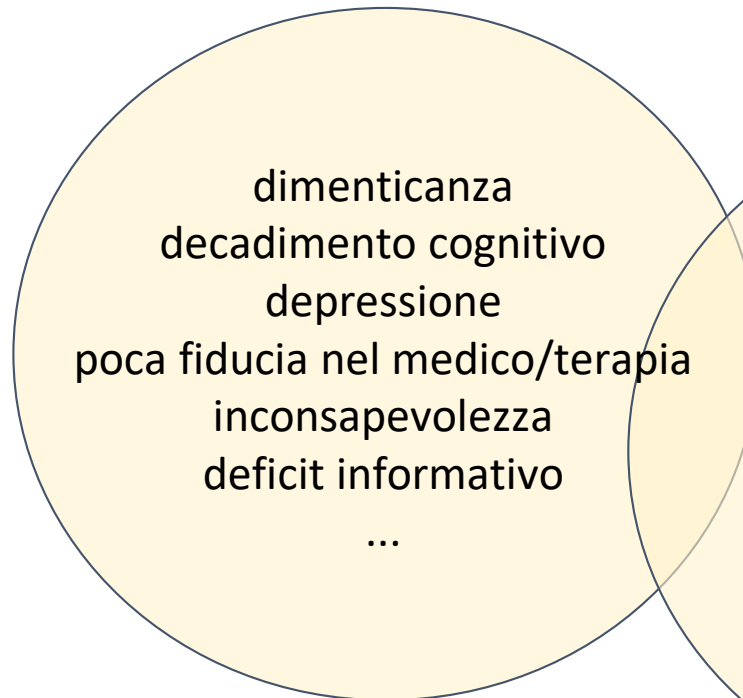 dimenticanza
decadimento cognitivo
depressione
poca fiducia nel medico/terapia
inconsapevolezza
deficit informativo
...